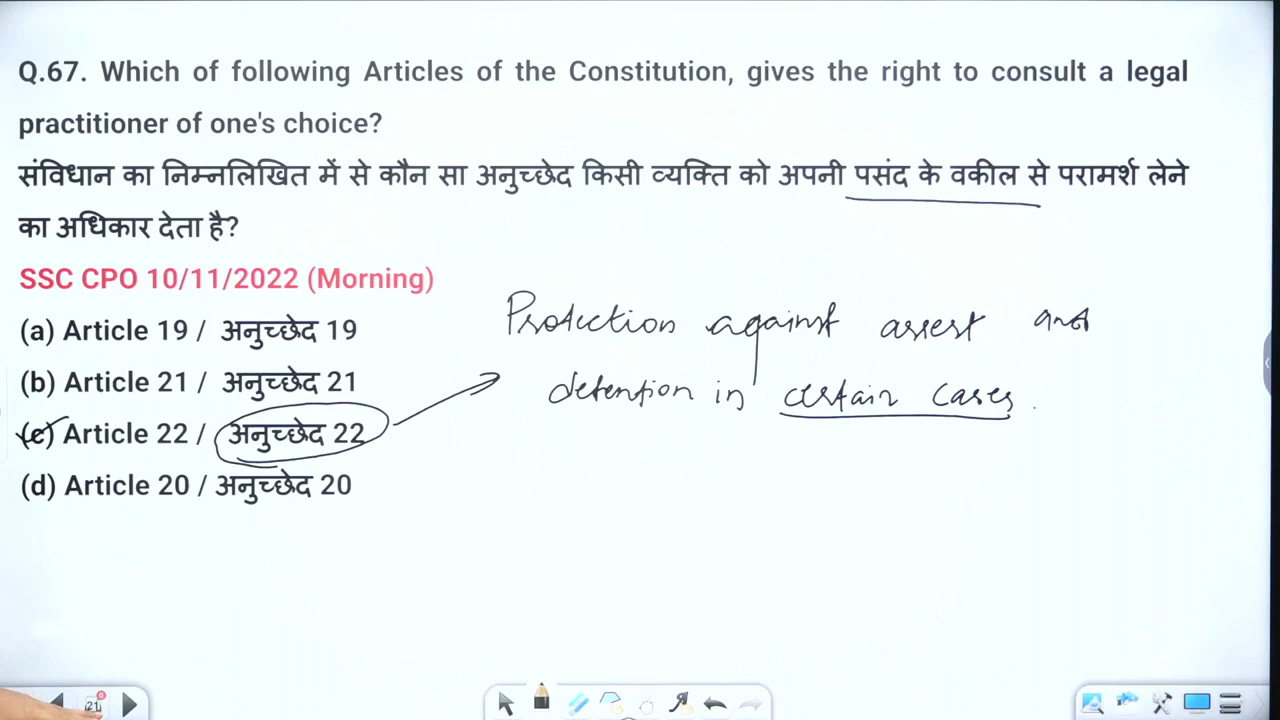 Q.67. Which of following Articles of the Constitution, gives the right to consult a legal
practitioner of one's choice?
संविधान का निम्नलिखित में से कौन सा अनुच्छेद किसी व्यक्ति को अपनी पसंद के वकील से परामर्श लेने
का अधिकार देता है?
SSC CPO 10/11/2022 (Morning)
(a) Article 19 / अनुच्छेद 19
(b) Article 21 / अनुच्छेद 21
(c) Article 22 / अनुच्छेद 22
(d) Article 20 / अनुच्छेद 20
Protection against arrest and
detention in certain cases.
21